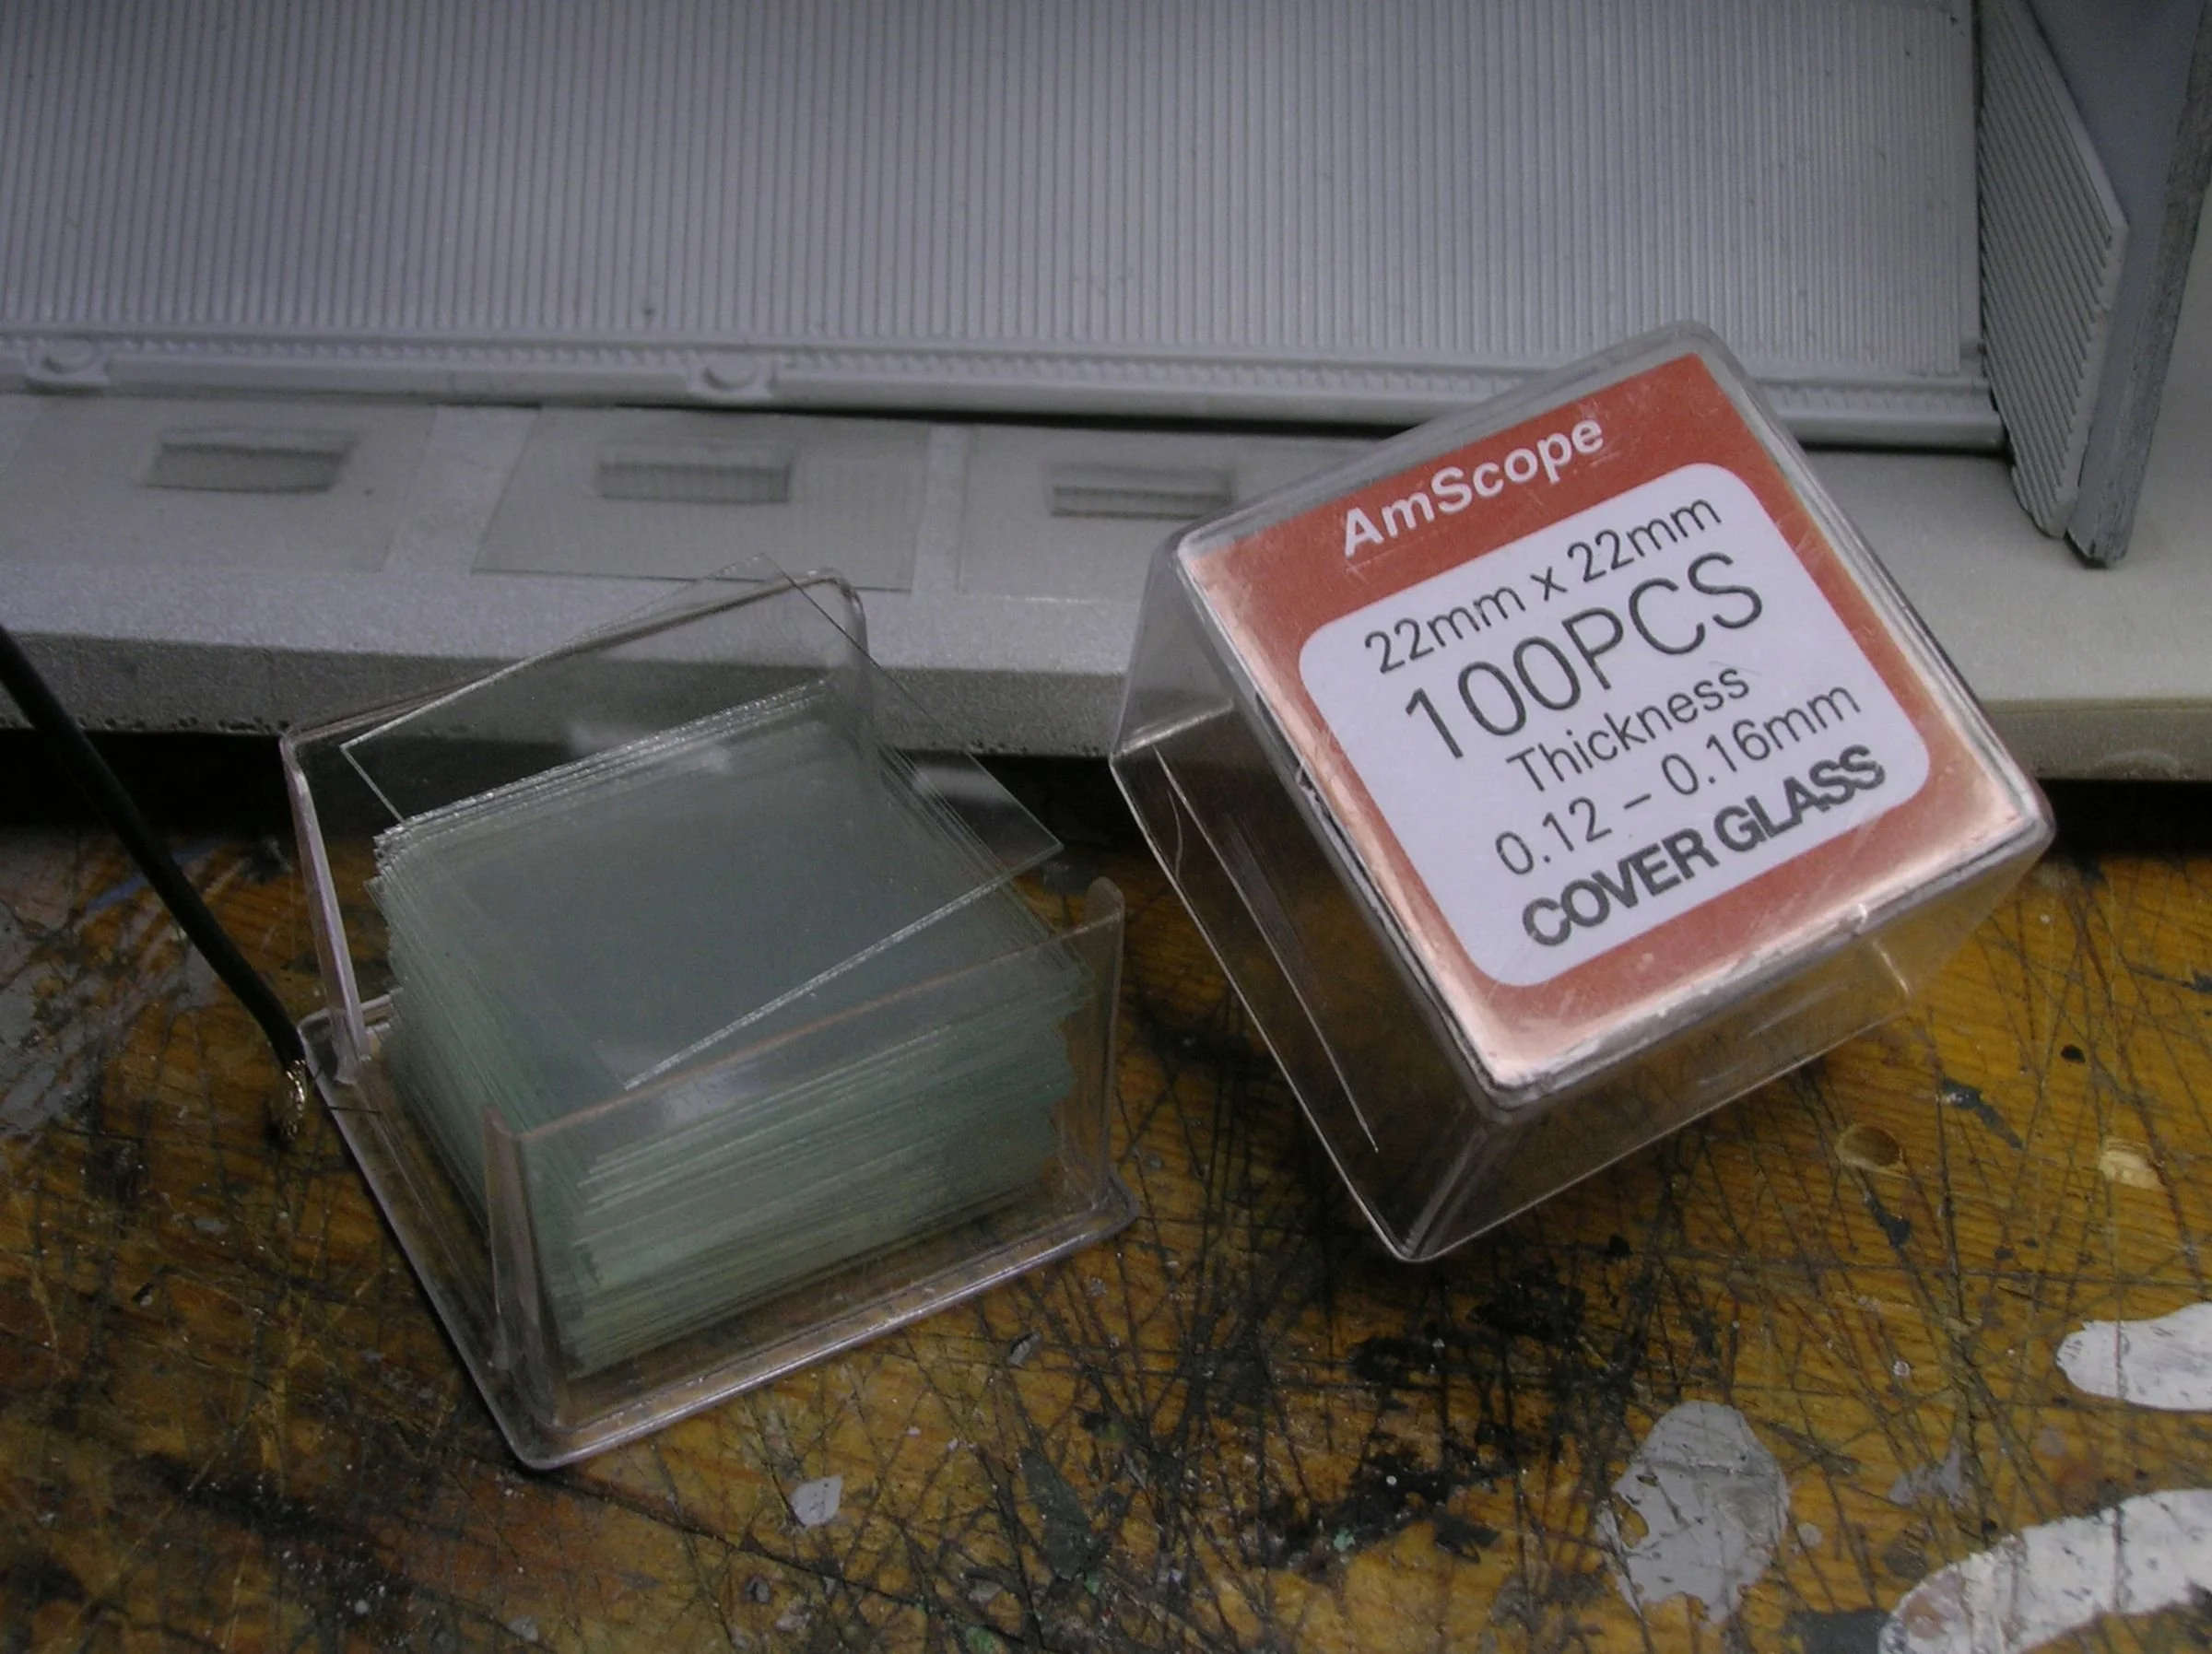 AmScope
22mm x 22mm
100PCS
Thickness
0.12 – 0.16mm
COVER GLASS